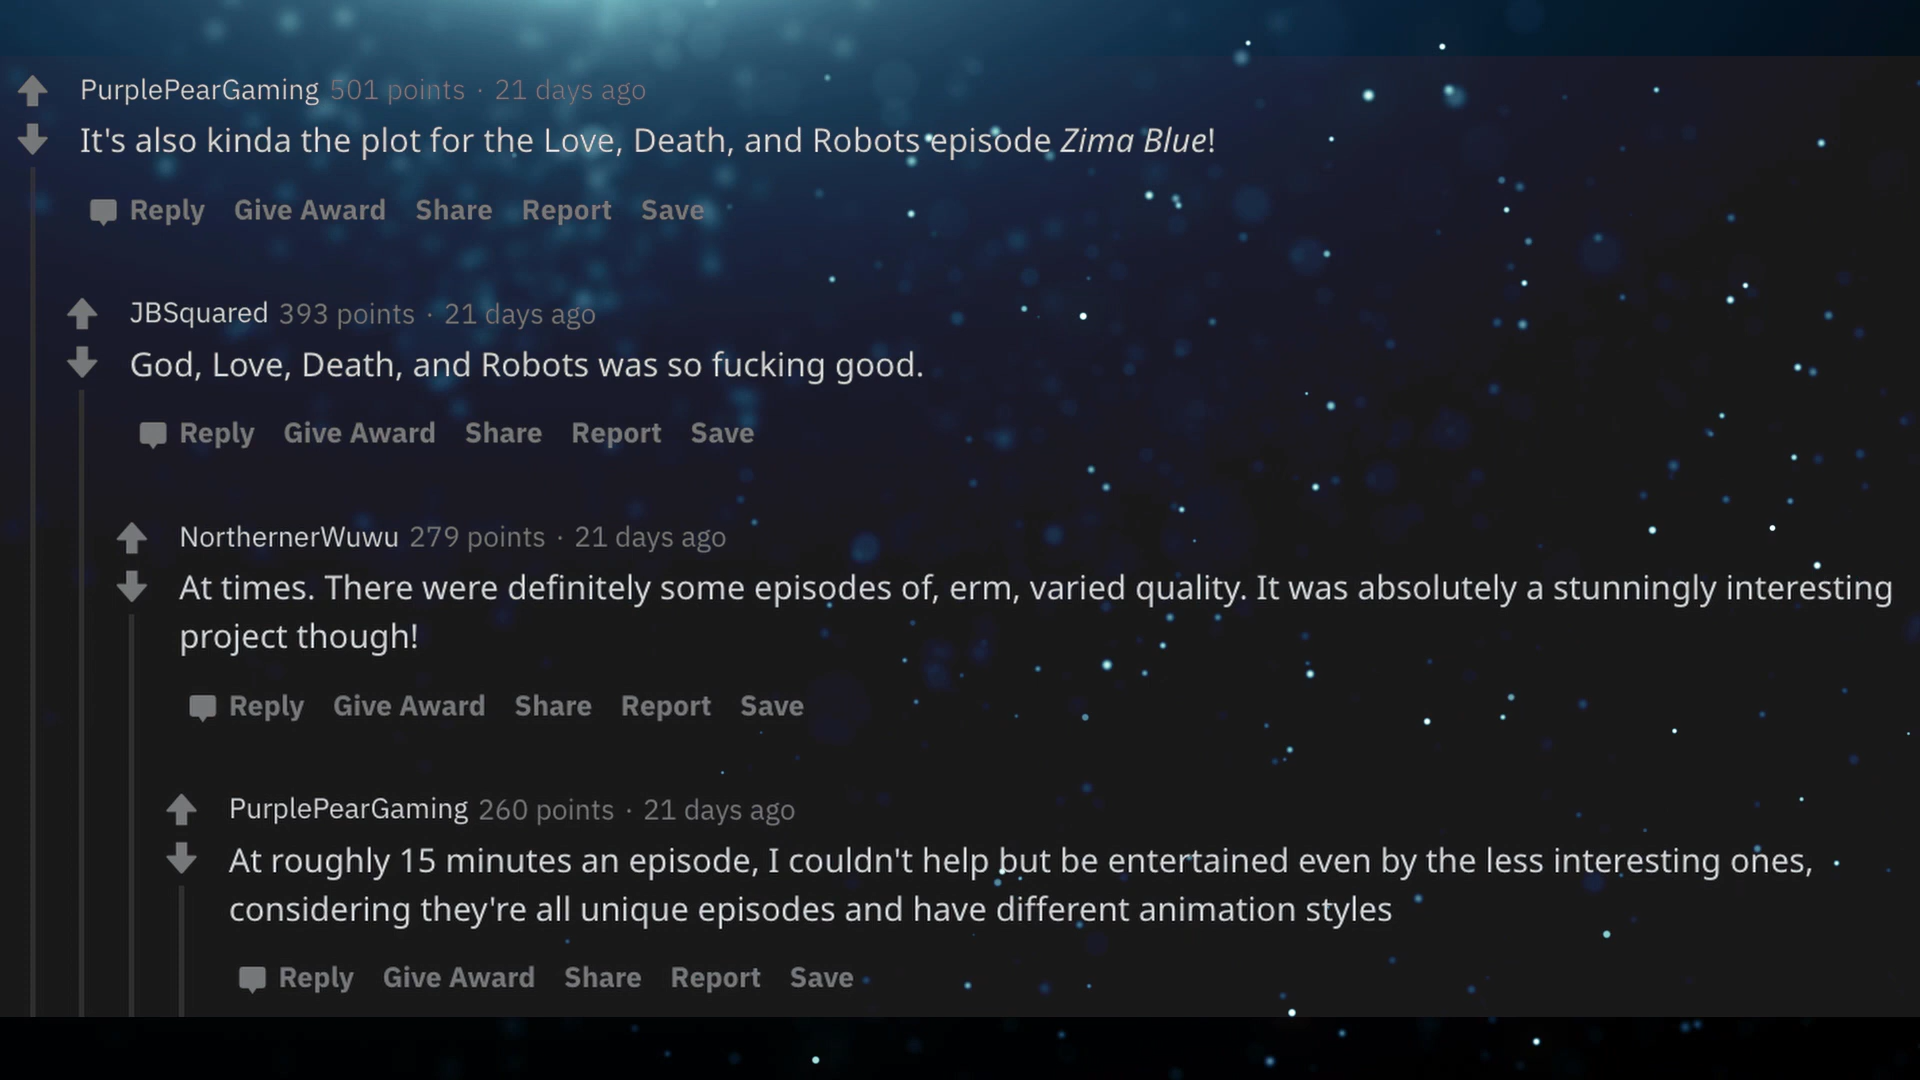 PurplePearGaming 501 points · 21 days ago
It's also kinda the plot for the Love, Death, and Robots episode Zima Blue!
Reply Give Award Share Report Save
JBSquared 393 points · 21 days ago
God, Love, Death, and Robots was so fucking good.
Reply Give Award Share Report Save
NorthernerWuwu 279 points · 21 days ago
At times. There were definitely some episodes of, erm, varied quality. It was absolutely a stunningly interesting
project though!
Reply Give Award Share Report Save
PurplePearGaming 260 points · 21 days ago
At roughly 15 minutes an episode, I couldn't help but be entertained even by the less interesting ones,
considering they're all unique episodes and have different animation styles
Reply Give Award Share Report Save